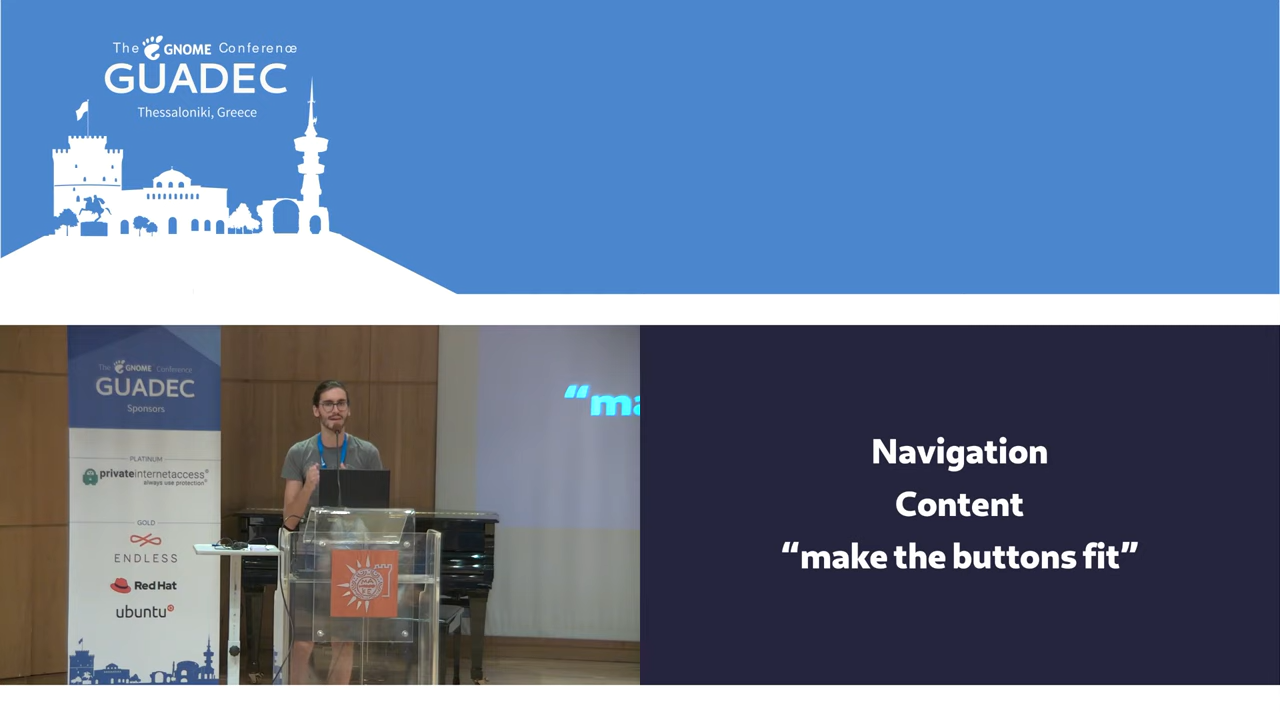 The GNOME Conference
GUADEC
Thessaloniki, Greece
The GNOME Conference
GUADEC
Sponsors
PLATINUM
privateinternetaccess®
always use protection®
GOLD
ENDLESS
Red Hat
ubuntu
“ma
Navigation
Content
“make the buttons fit”